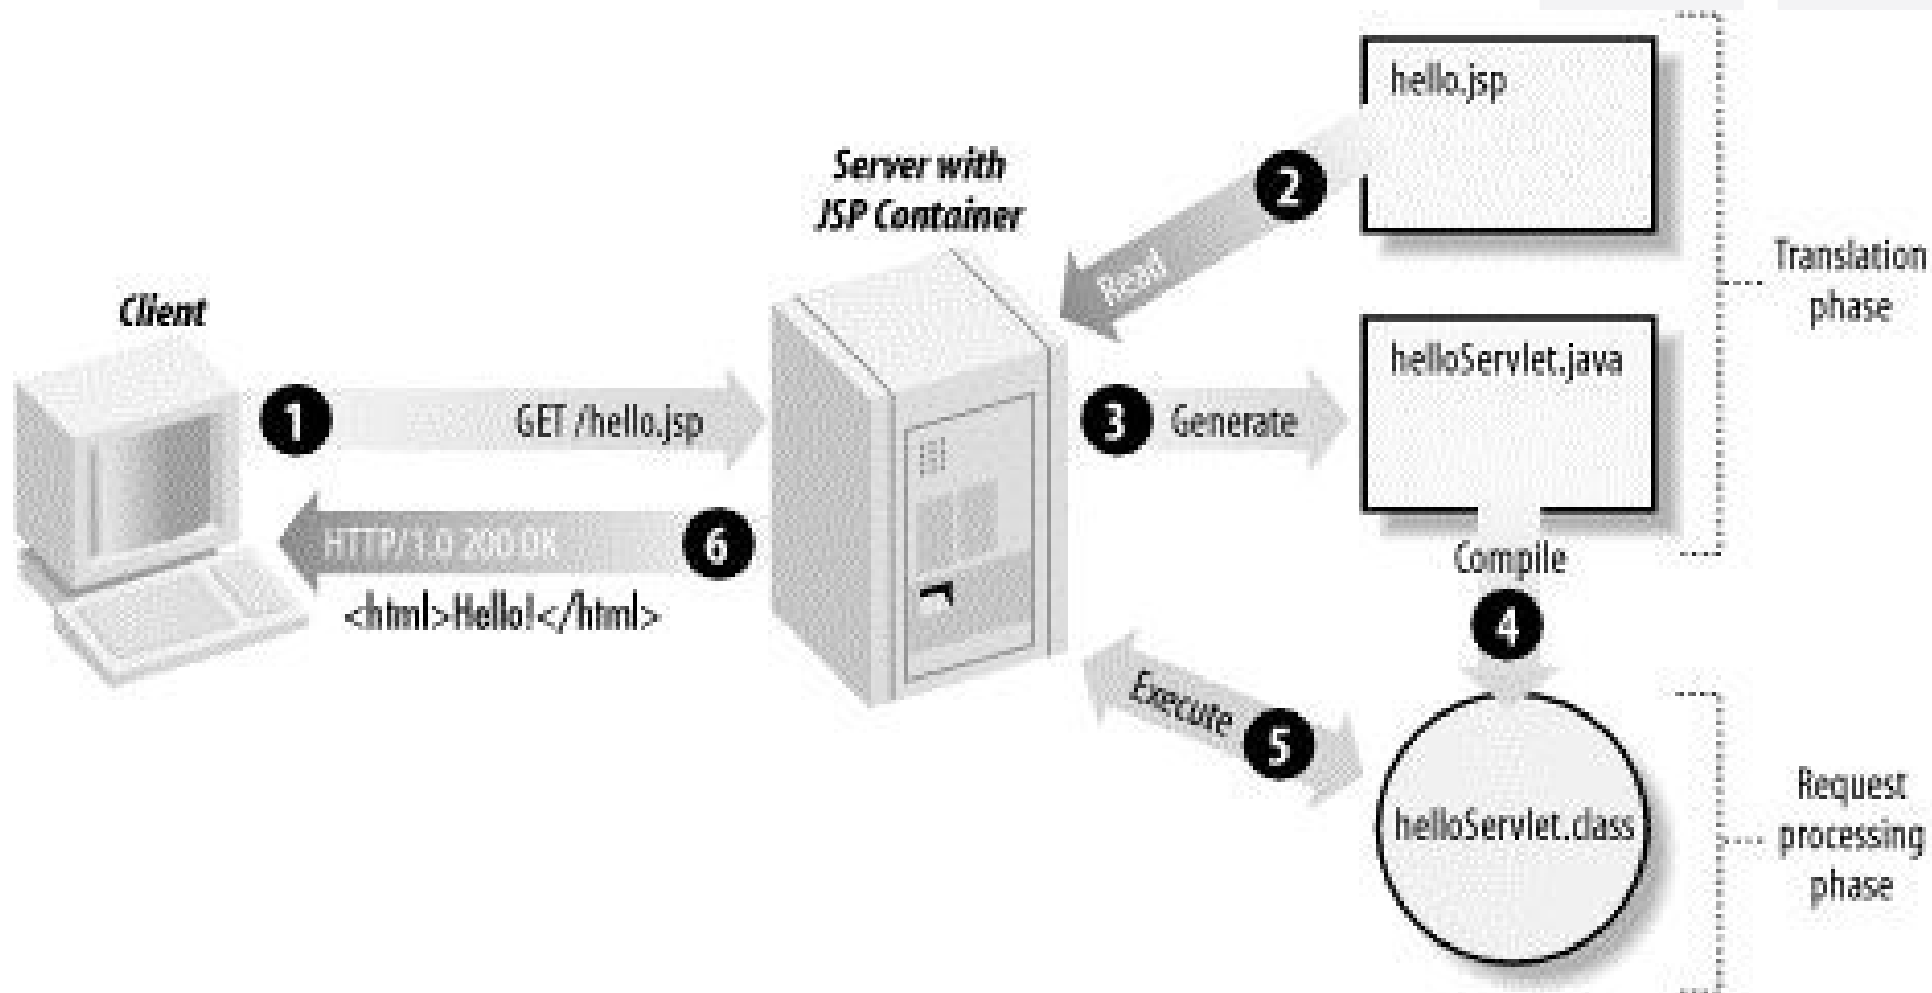 hello.jsp
2
Server with
JSP Container
Read
Translation
phase
Client
helloServlet.java
1
GET /hello.jsp
3
Generate
HTTP/1.0 200 OK
6
<html>Hello!</html>
Compile
4
Execute
5
helloServlet.class
Request
processing
phase